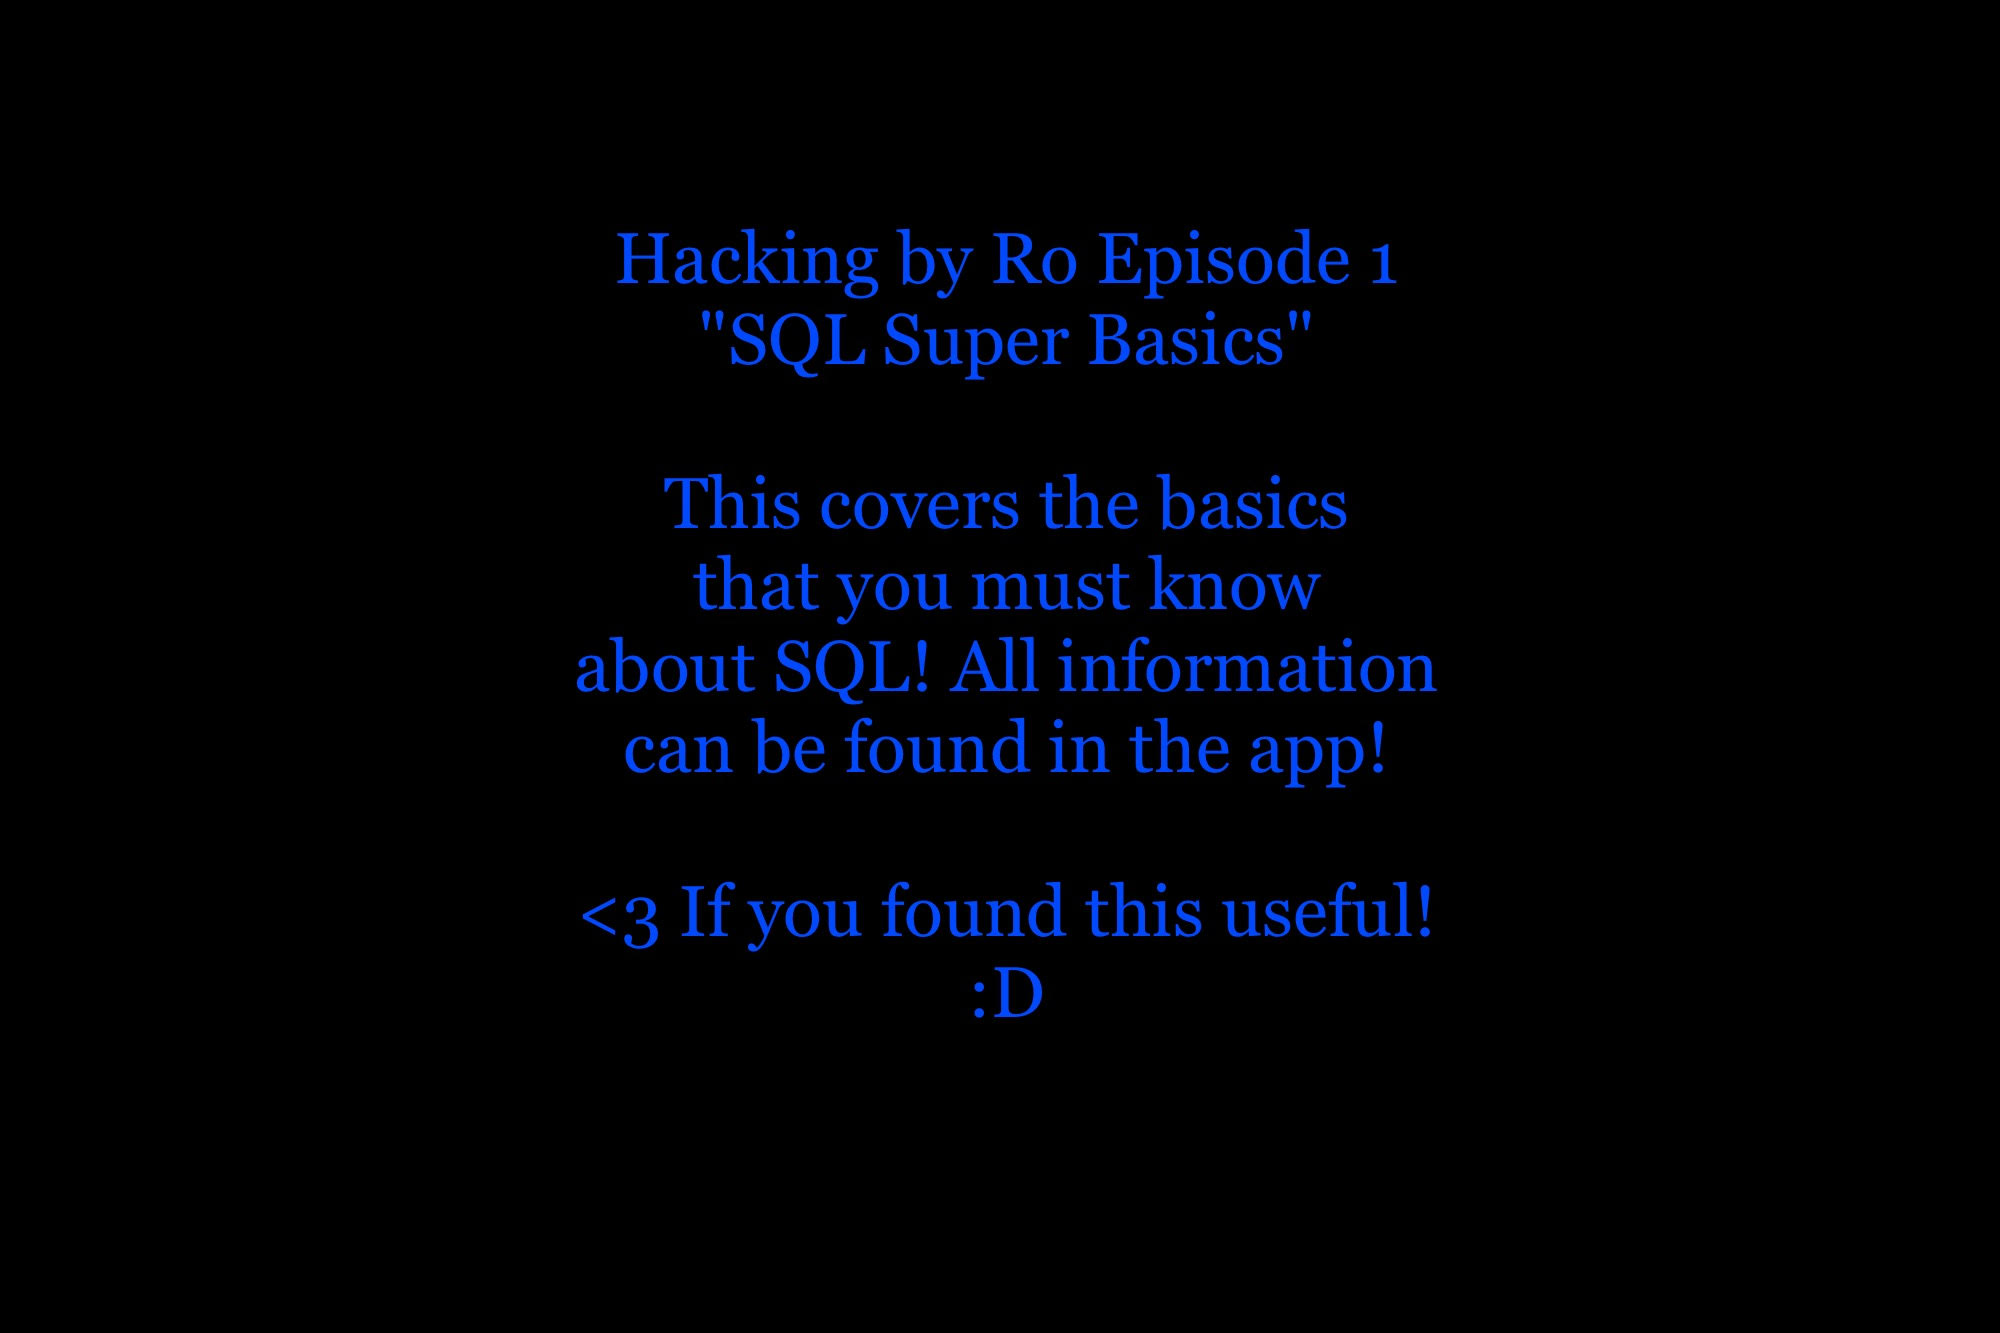 Hacking by Ro Episode 1
"SQL Super Basics"
This covers the basics
that you must know
about SQL! All information
can be found in the app!
<3 If you found this useful!
:D